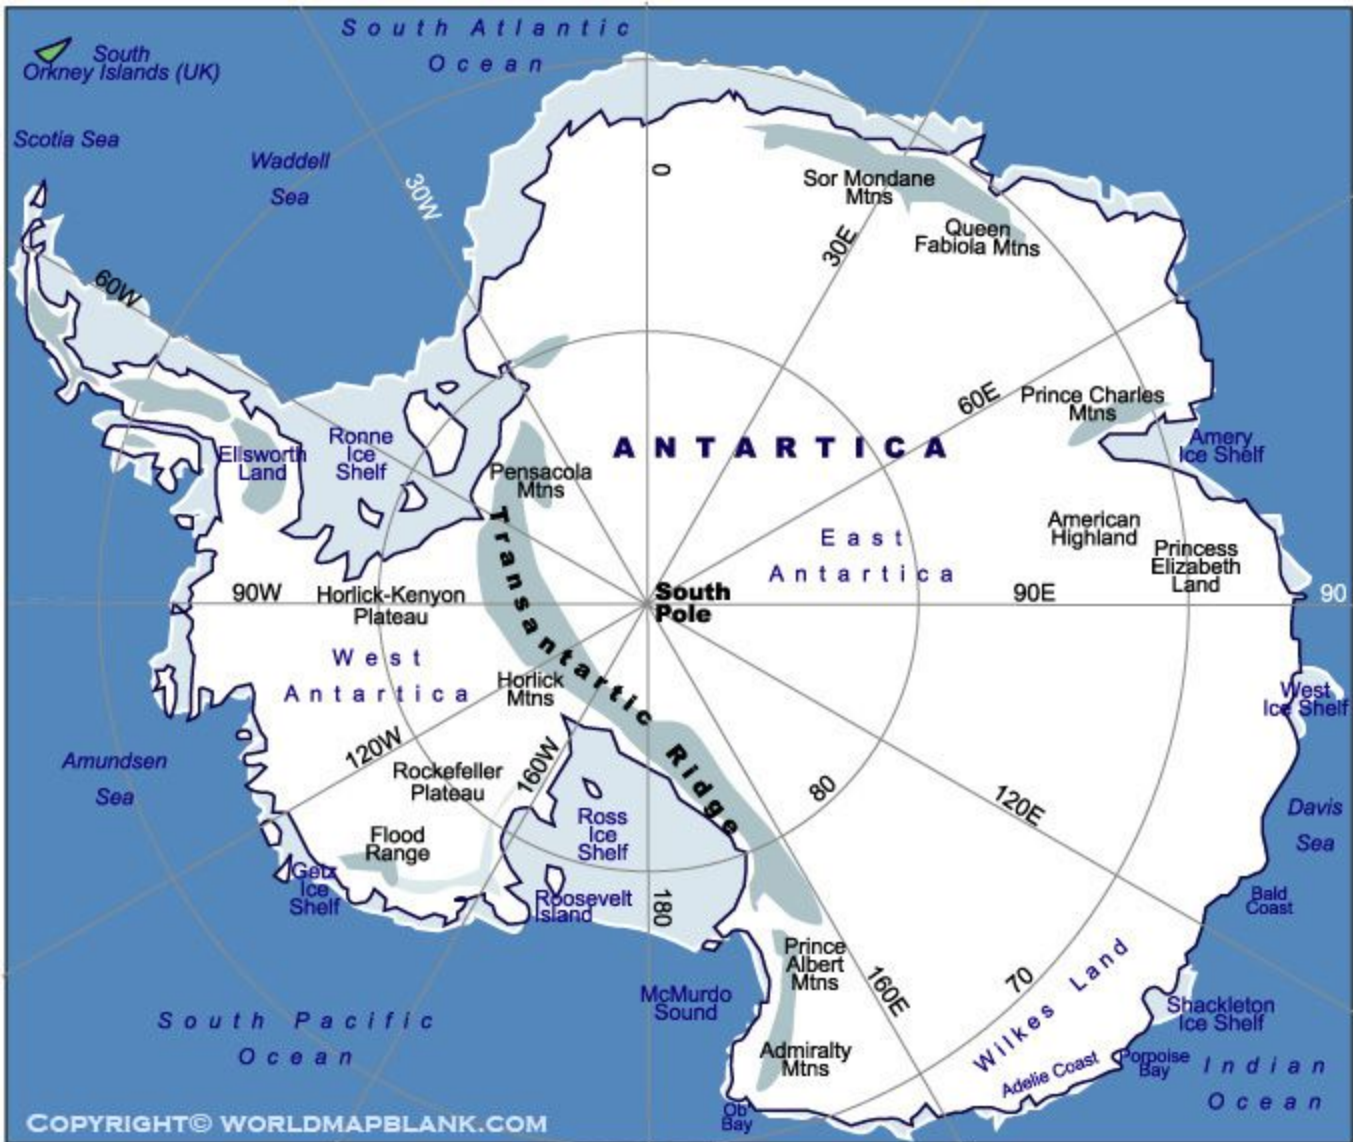 South Atlantic
Ocean
South
Orkney Islands (UK)
Scotia Sea
Waddell
Sea
30W
0
Sor Mondane
Mtns
Queen
Fabiola Mtns
30E
60W
60E
Prince Charles
Mtns
Amery
Ice Shelf
ANTARTICA
Ellsworth
Land
Ronne
Ice
Shelf
Pensacola
Mtns
American
Highland
Princess
Elizabeth
Land
East
Antartica
90W
Horlick-Kenyon
Plateau
South
Pole
90E
90
Transantartic Ridge
West
Antartica
Horlick
Mtns
West
Ice Shelf
Amundsen
Sea
120W
Rockefeller
Plateau
160W
80
120E
Davis
Sea
Flood
Range
Ross
Ice
Shelf
Getz
Ice
Shelf
Roosevelt
Island
180
Bald
Coast
Prince
Albert
Mtns
160E
70
Wilkes Land
McMurdo
Sound
Shackleton
Ice Shelf
South Pacific
Ocean
Admiralty
Mtns
Adelie Coast
Porpoise
Bay
Indian
Ocean
Ob'
Bay
COPYRIGHT© WORLDMAPBLANK.COM